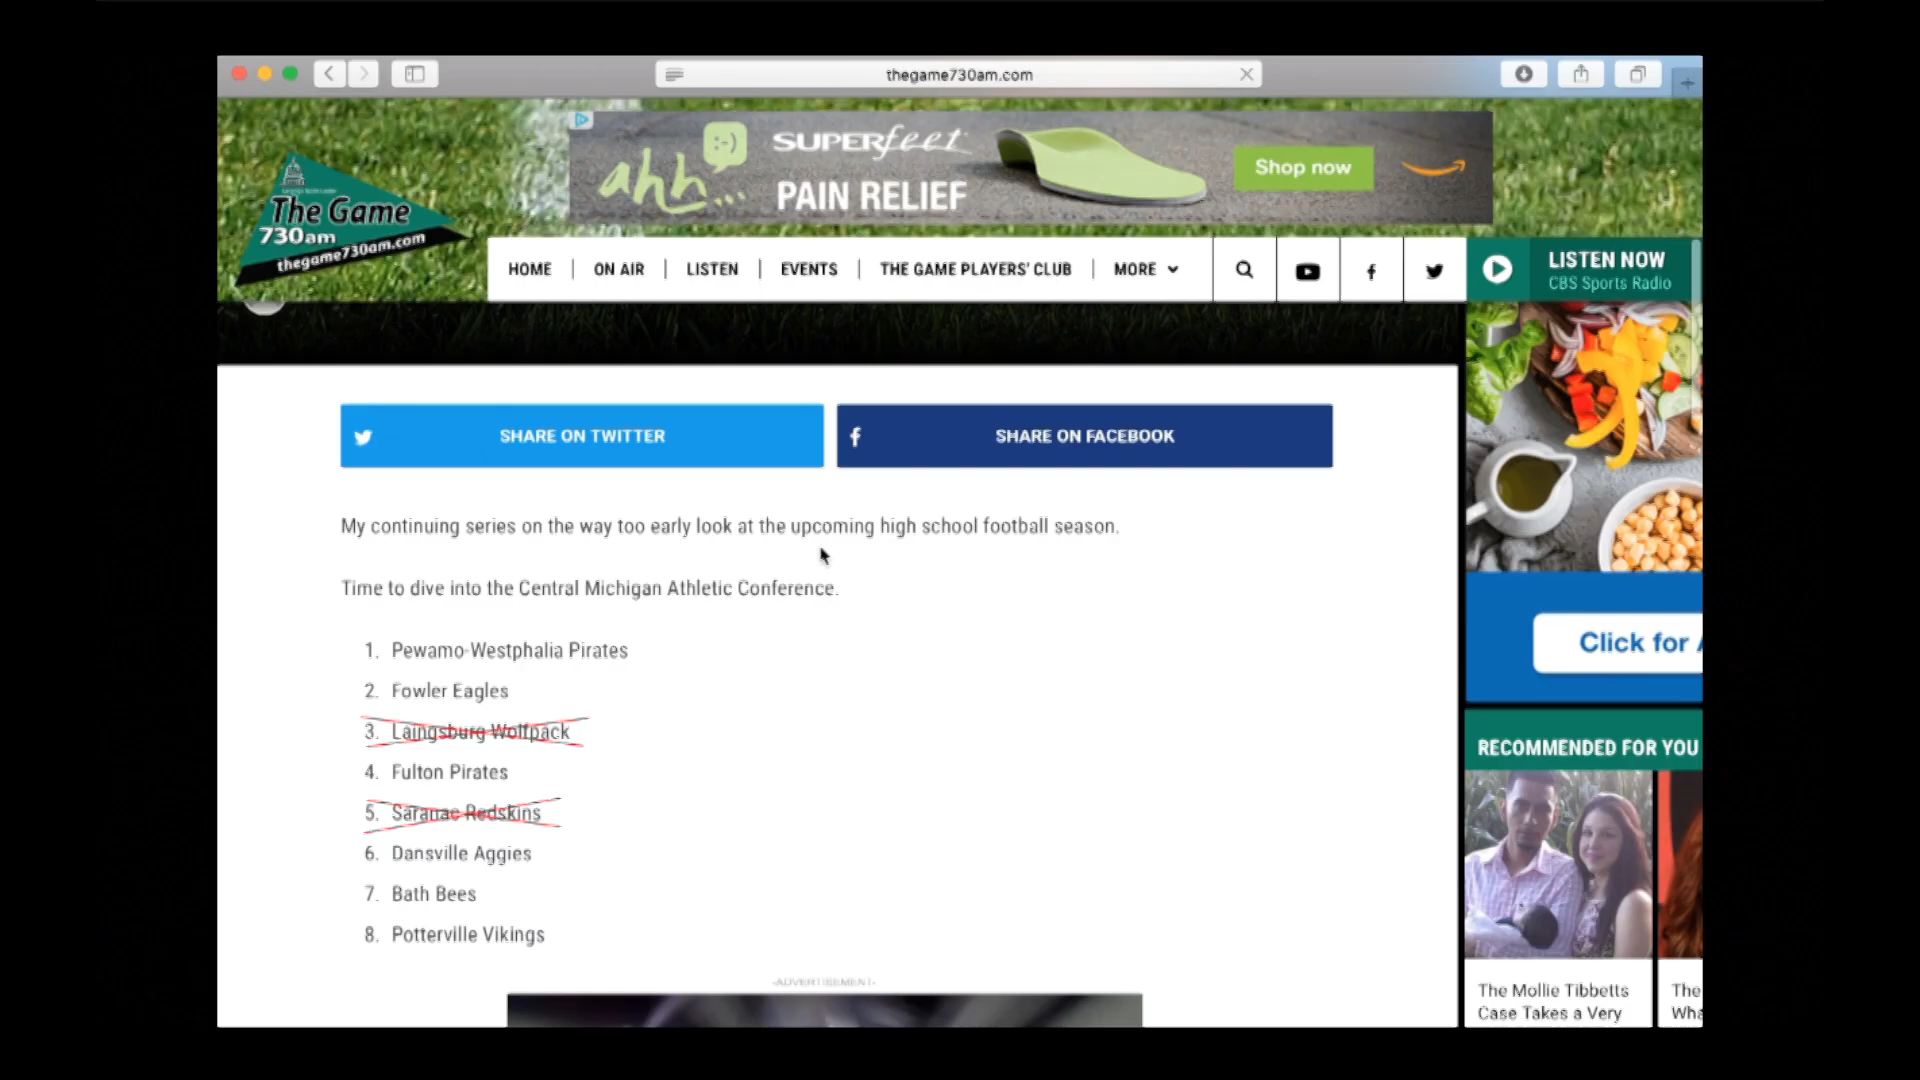 thegame730am.com
ahh... :-)
SUPERfeet
PAIN RELIEF
Shop now
The Game
730am
thegame730am.com
HOME
ON AIR
LISTEN
EVENTS
THE GAME PLAYERS' CLUB
MORE
LISTEN NOW
CBS Sports Radio
SHARE ON TWITTER
SHARE ON FACEBOOK
My continuing series on the way too early look at the upcoming high school football season.
Time to dive into the Central Michigan Athletic Conference.
1. Pewamo-Westphalia Pirates
2. Fowler Eagles
3. Laingsburg Wolfpack
4. Fulton Pirates
5. Saranac Redskins
6. Dansville Aggies
7. Bath Bees
8. Potterville Vikings
-ADVERTISEMENT-
Click for A
RECOMMENDED FOR YOU
The Mollie Tibbetts
Case Takes a Very
The
Wha